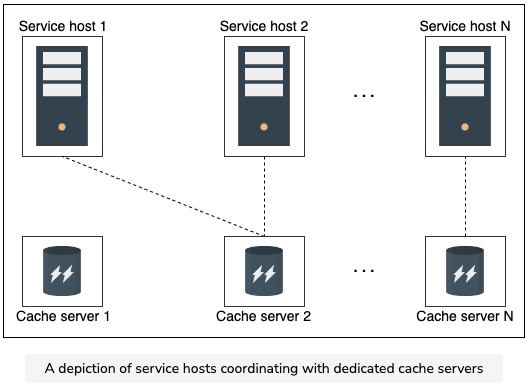 Service host 1 Service host 2 Service host N
...
Cache server 1 Cache server 2 Cache server N
...
A depiction of service hosts coordinating with dedicated cache servers